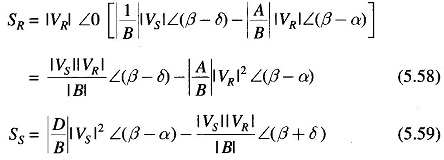 S_R = |V_R| ∠0 [ |1/B| |V_S| ∠(β – δ) – |A/B| |V_R| ∠(β – α) ]
= |V_S||V_R| / |B| ∠(β – δ) – |A/B| |V_R|² ∠(β – α) (5.58)
S_S = |D/B| |V_S|² ∠(β – α) – |V_S||V_R| / |B| ∠(β + δ) (5.59)